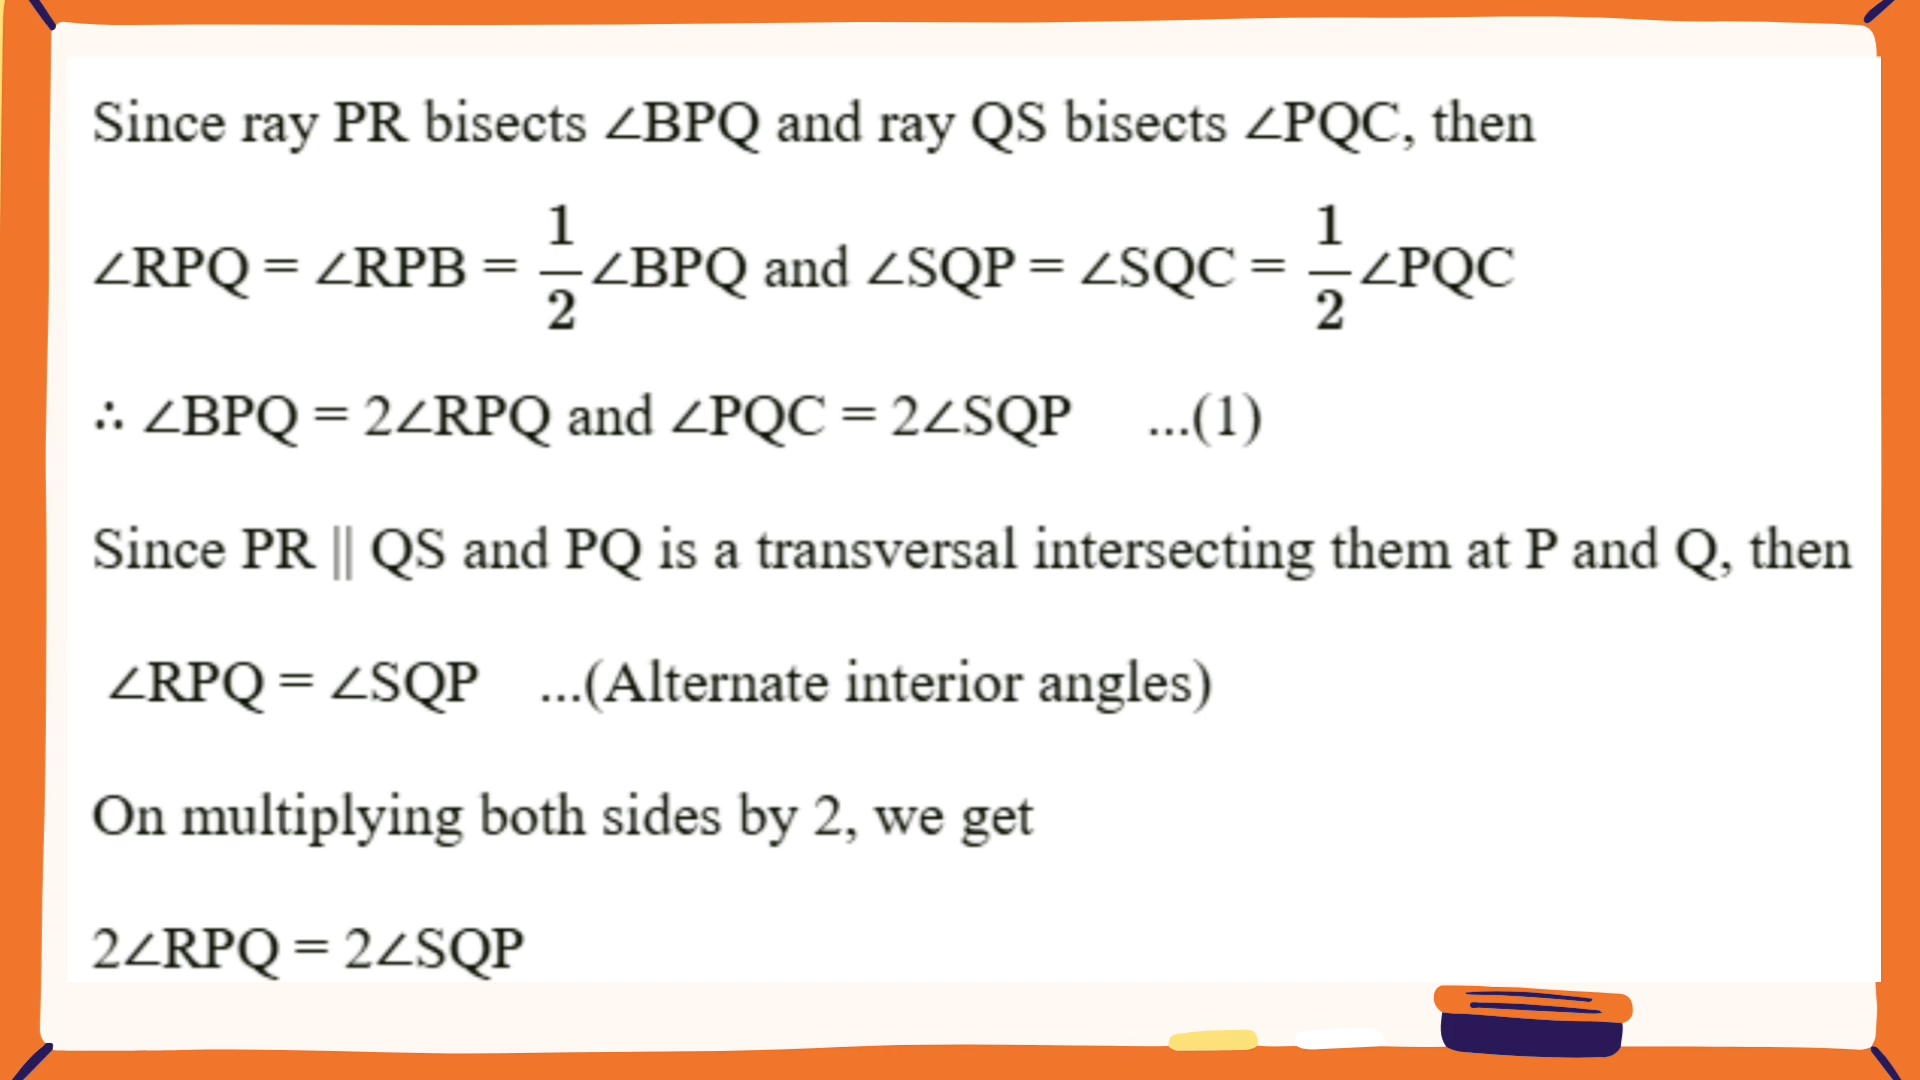 Since ray PR bisects ∠BPQ and ray QS bisects ∠PQC, then
∠RPQ = ∠RPB = 1/2 ∠BPQ and ∠SQP = ∠SQC = 1/2 ∠PQC
∴ ∠BPQ = 2∠RPQ and ∠PQC = 2∠SQP ...(1)
Since PR || QS and PQ is a transversal intersecting them at P and Q, then
∠RPQ = ∠SQP ...(Alternate interior angles)
On multiplying both sides by 2, we get
2∠RPQ = 2∠SQP